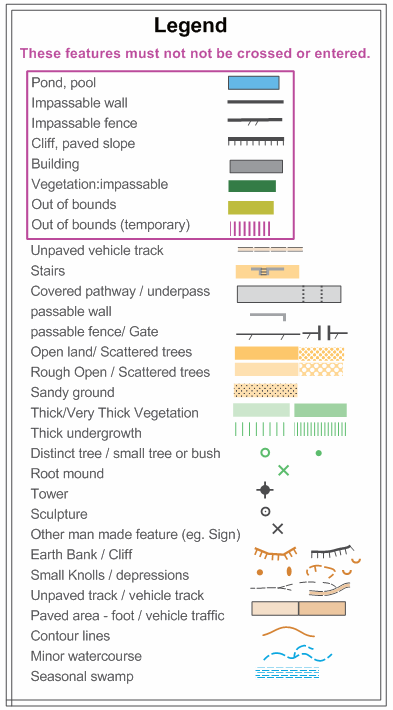 Legend
These features must not not be crossed or entered.
Pond, pool
Impassable wall
Impassable fence
Cliff, paved slope
Building
Vegetation:impassable
Out of bounds
Out of bounds (temporary)
Unpaved vehicle track
Stairs
Covered pathway / underpass
passable wall
passable fence/ Gate
Open land/ Scattered trees
Rough Open / Scattered trees
Sandy ground
Thick/Very Thick Vegetation
Thick undergrowth
Distinct tree / small tree or bush
Root mound
Tower
Sculpture
Other man made feature (eg. Sign)
Earth Bank / Cliff
Small Knolls / depressions
Unpaved track / vehicle track
Paved area - foot / vehicle traffic
Contour lines
Minor watercourse
Seasonal swamp